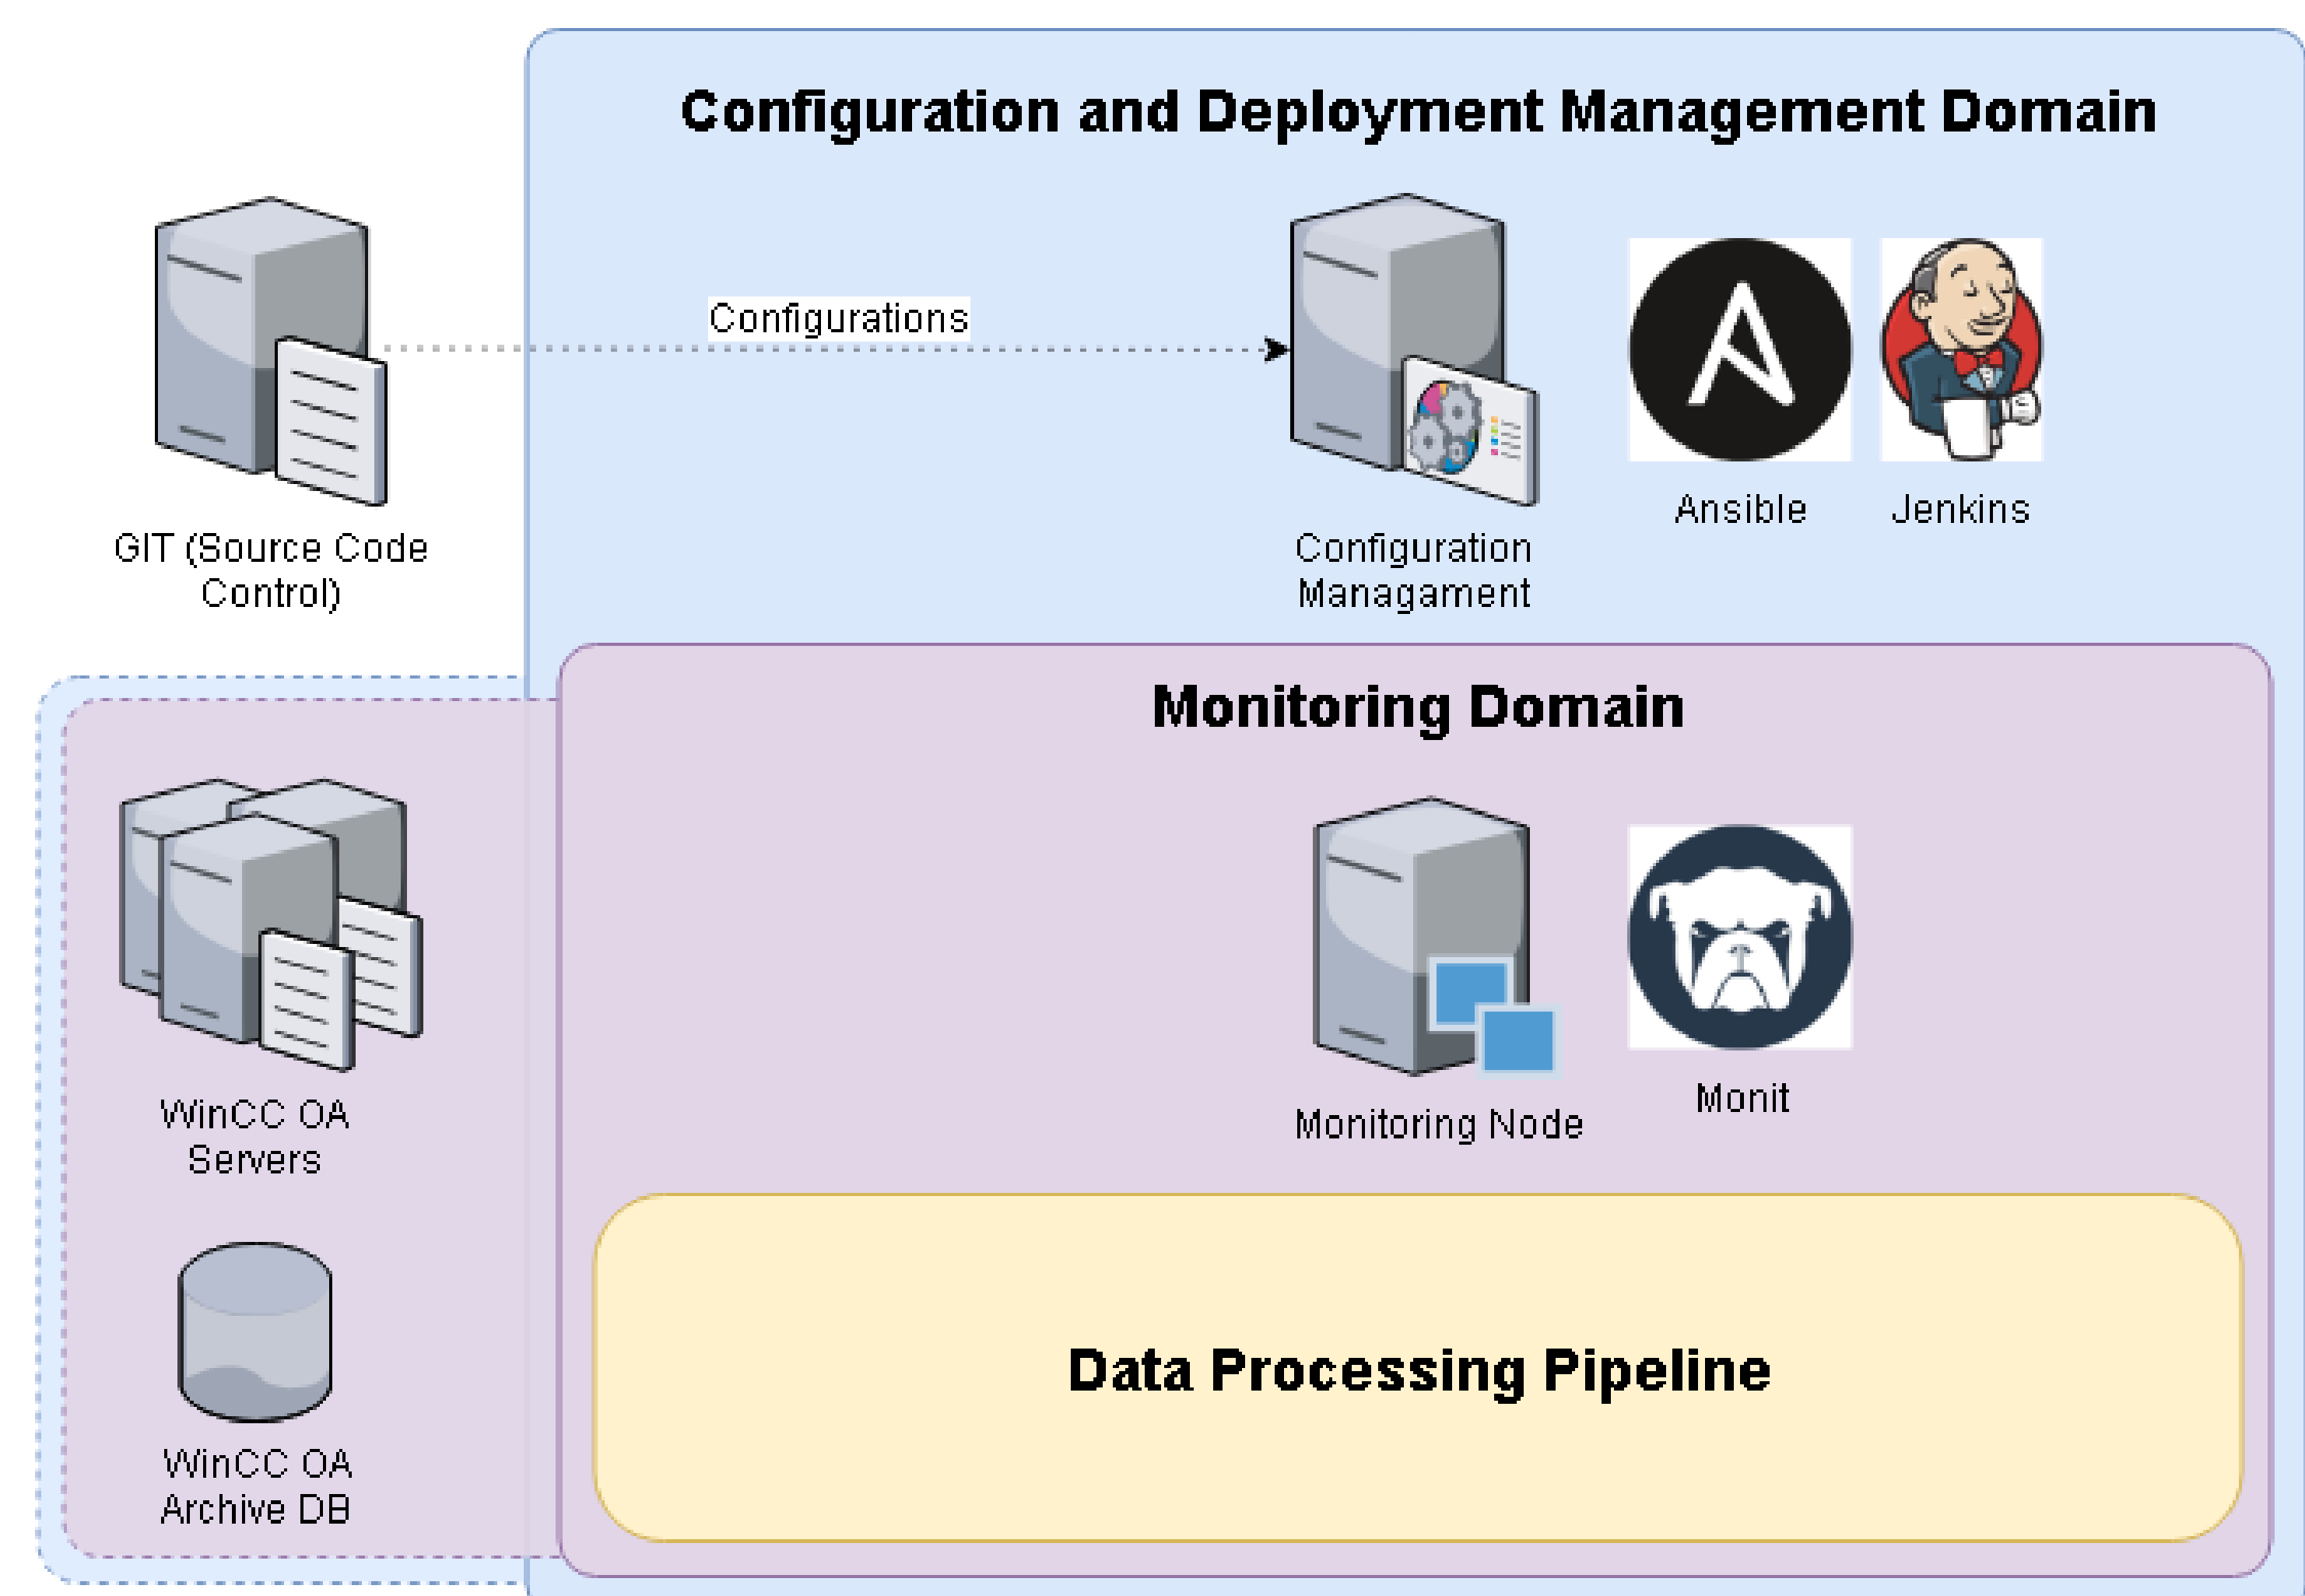 Configuration and Deployment Management Domain
Configurations
GIT (Source Code
Control)
Configuration
Managament
Ansible
Jenkins
Monitoring Domain
WinCC OA
Servers
Monitoring Node
Monit
WinCC OA
Archive DB
Data Processing Pipeline